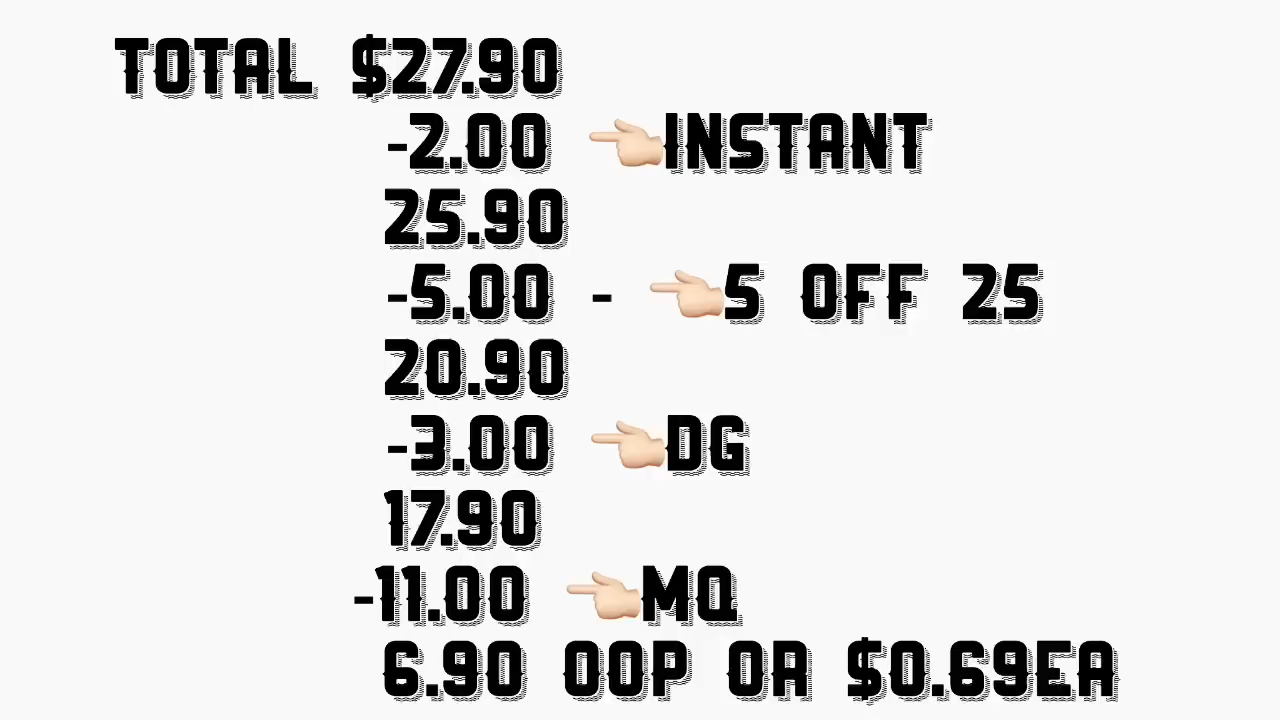 TOTAL $27.90
-2.00 👈🏻INSTANT
25.90
-5.00 - 👈🏻5 OFF 25
20.90
-3.00 👈🏻DG
17.90
-11.00 👈🏻MQ
6.90 OOP OR $0.69EA